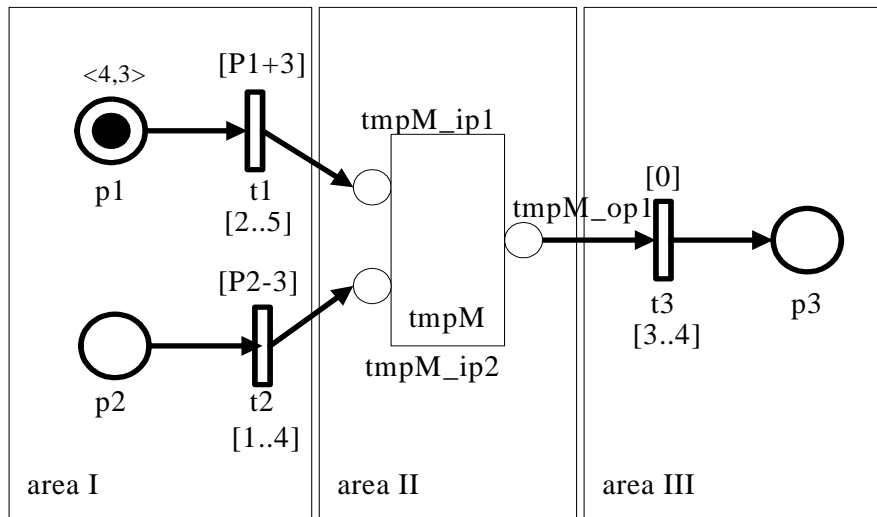 <4,3>
[P1+3]
p1
t1
[2..5]
[P2-3]
p2
t2
[1..4]
area I
tmpM_ip1
tmpM_op1
tmpM
tmpM_ip2
area II
[0]
t3
[3..4]
p3
area III